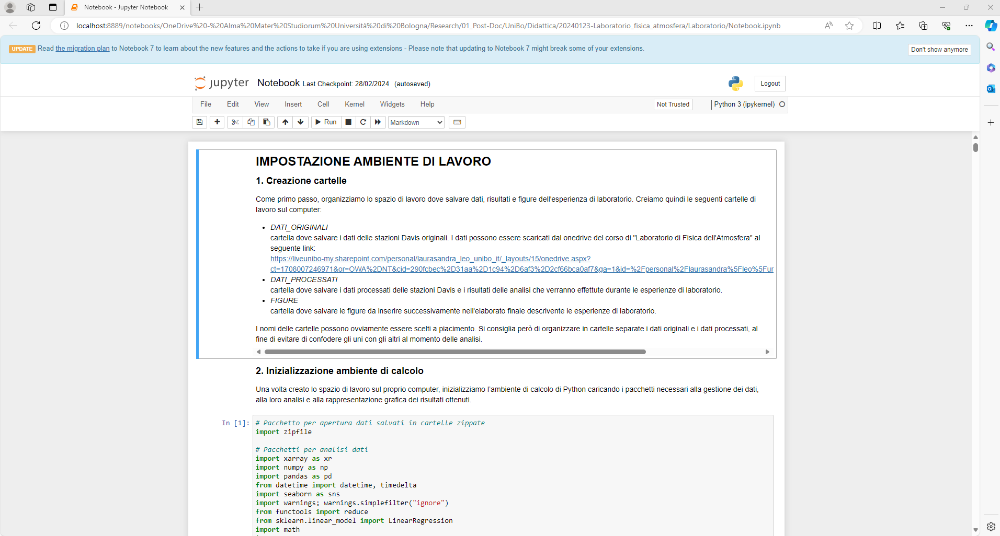 Notebook - Jupyter Notebook
localhost:8889/notebooks/OneDrive%20-%20Alma%20Mater%20Studiorum%20Università%20di%20Bologna/Research/01_Post-Doc/UniBo/Didattica/20240123-Laboratorio_fisica_atmosfera/Laboratorio/Notebook.ipynb
UPDATE Read the migration plan to Notebook 7 to learn about the new features and the actions to take if you are using extensions - Please note that updating to Notebook 7 might break some of your extensions.
Don't show anymore
jupyter Notebook Last Checkpoint: 28/02/2024 (autosaved)
Logout
File Edit View Insert Cell Kernel Widgets Help
Not Trusted
Python 3 (ipykernel)
Run
Markdown
IMPOSTAZIONE AMBIENTE DI LAVORO
1. Creazione cartelle
Come primo passo, organizziamo lo spazio di lavoro dove salvare dati, risultati e figure dell'esperienza di laboratorio. Creiamo quindi le seguenti cartelle di
lavoro sul computer:
• DATI_ORIGINALI
cartella dove salvare i dati delle stazioni Davis originali. I dati possono essere scaricati dal onedrive del corso di "Laboratorio di Fisica dell'Atmosfera" al
seguente link:
https://liveunibo-my.sharepoint.com/personal/laurasandra_leo_unibo_it/_layouts/15/onedrive.aspx?
ct=1708007246971&or=OWA%2DNT&cid=290fcbec%2D31aa%2D1c94%2D6af3%2D2cf66bca0af7&ga=1&id=%2Fpersonal%2Flaurasandra%5Fleo%5Fur
• DATI_PROCESSATI
cartella dove salvare i dati processati delle stazioni Davis e i risultati delle analisi che verranno effettute durante le esperienze di laboratorio.
• FIGURE
cartella dove salvare le figure da inserire successivamente nell'elaborato finale descrivente le esperienze di laboratorio.
I nomi delle cartelle possono ovviamente essere scelti a piacimento. Si consiglia però di organizzare in cartelle separate i dati originali e i dati processati, al
fine di evitare di confodere gli uni con gli altri al momento delle analisi.
2. Inizializzazione ambiente di calcolo
Una volta creato lo spazio di lavoro sul proprio computer, inizializziamo l'ambiente di calcolo di Python caricando i pacchetti necessari alla gestione dei dati,
alla loro analisi e alla rappresentazione grafica dei risultati ottenuti.
In [1]:
# Pacchetto per apertura dati salvati in cartelle zippate
import zipfile
# Pacchetti per analisi dati
import xarray as xr
import numpy as np
import pandas as pd
from datetime import datetime, timedelta
import seaborn as sns
import warnings; warnings.simplefilter("ignore")
from functools import reduce
from sklearn.linear_model import LinearRegression
import math